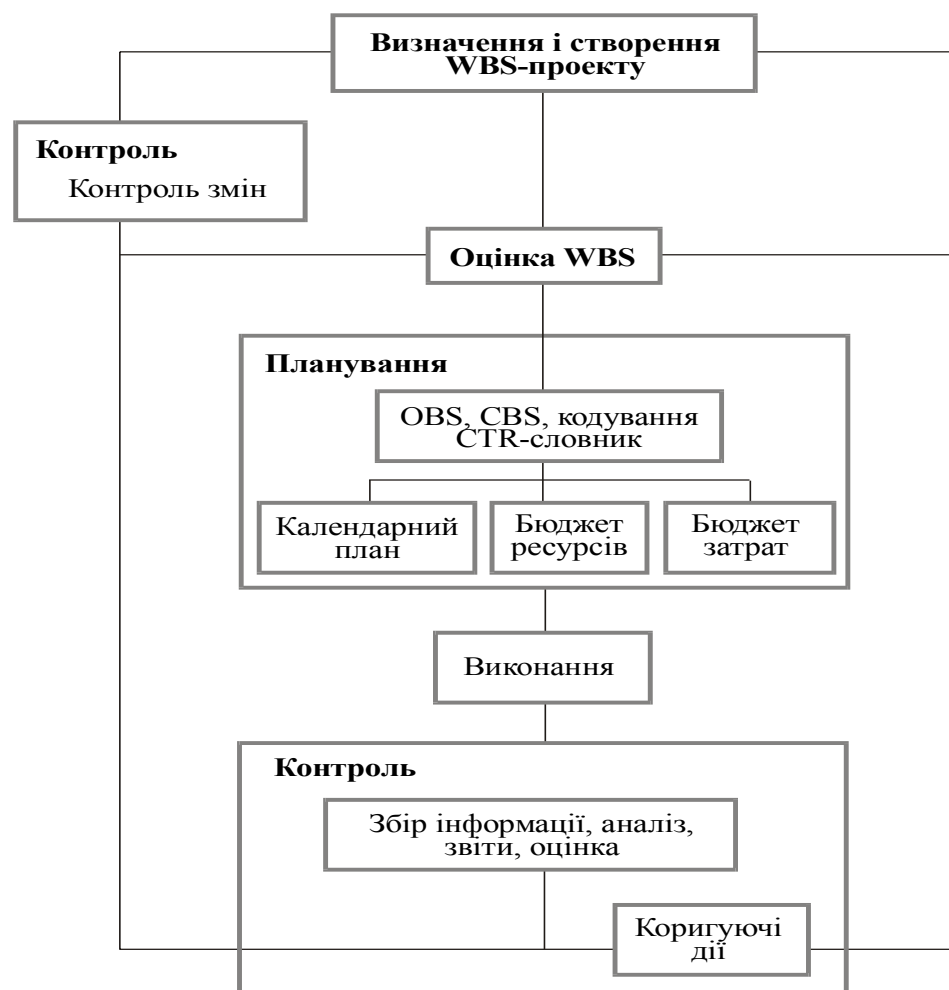 Визначення і створення
WBS-проекту
Контроль
Контроль змін
Оцінка WBS
Планування
OBS, CBS, кодування
CTR-словник
Календарний
план
Бюджет
ресурсів
Бюджет
затрат
Виконання
Контроль
Збір інформації, аналіз,
звіти, оцінка
Коригуючі
дії